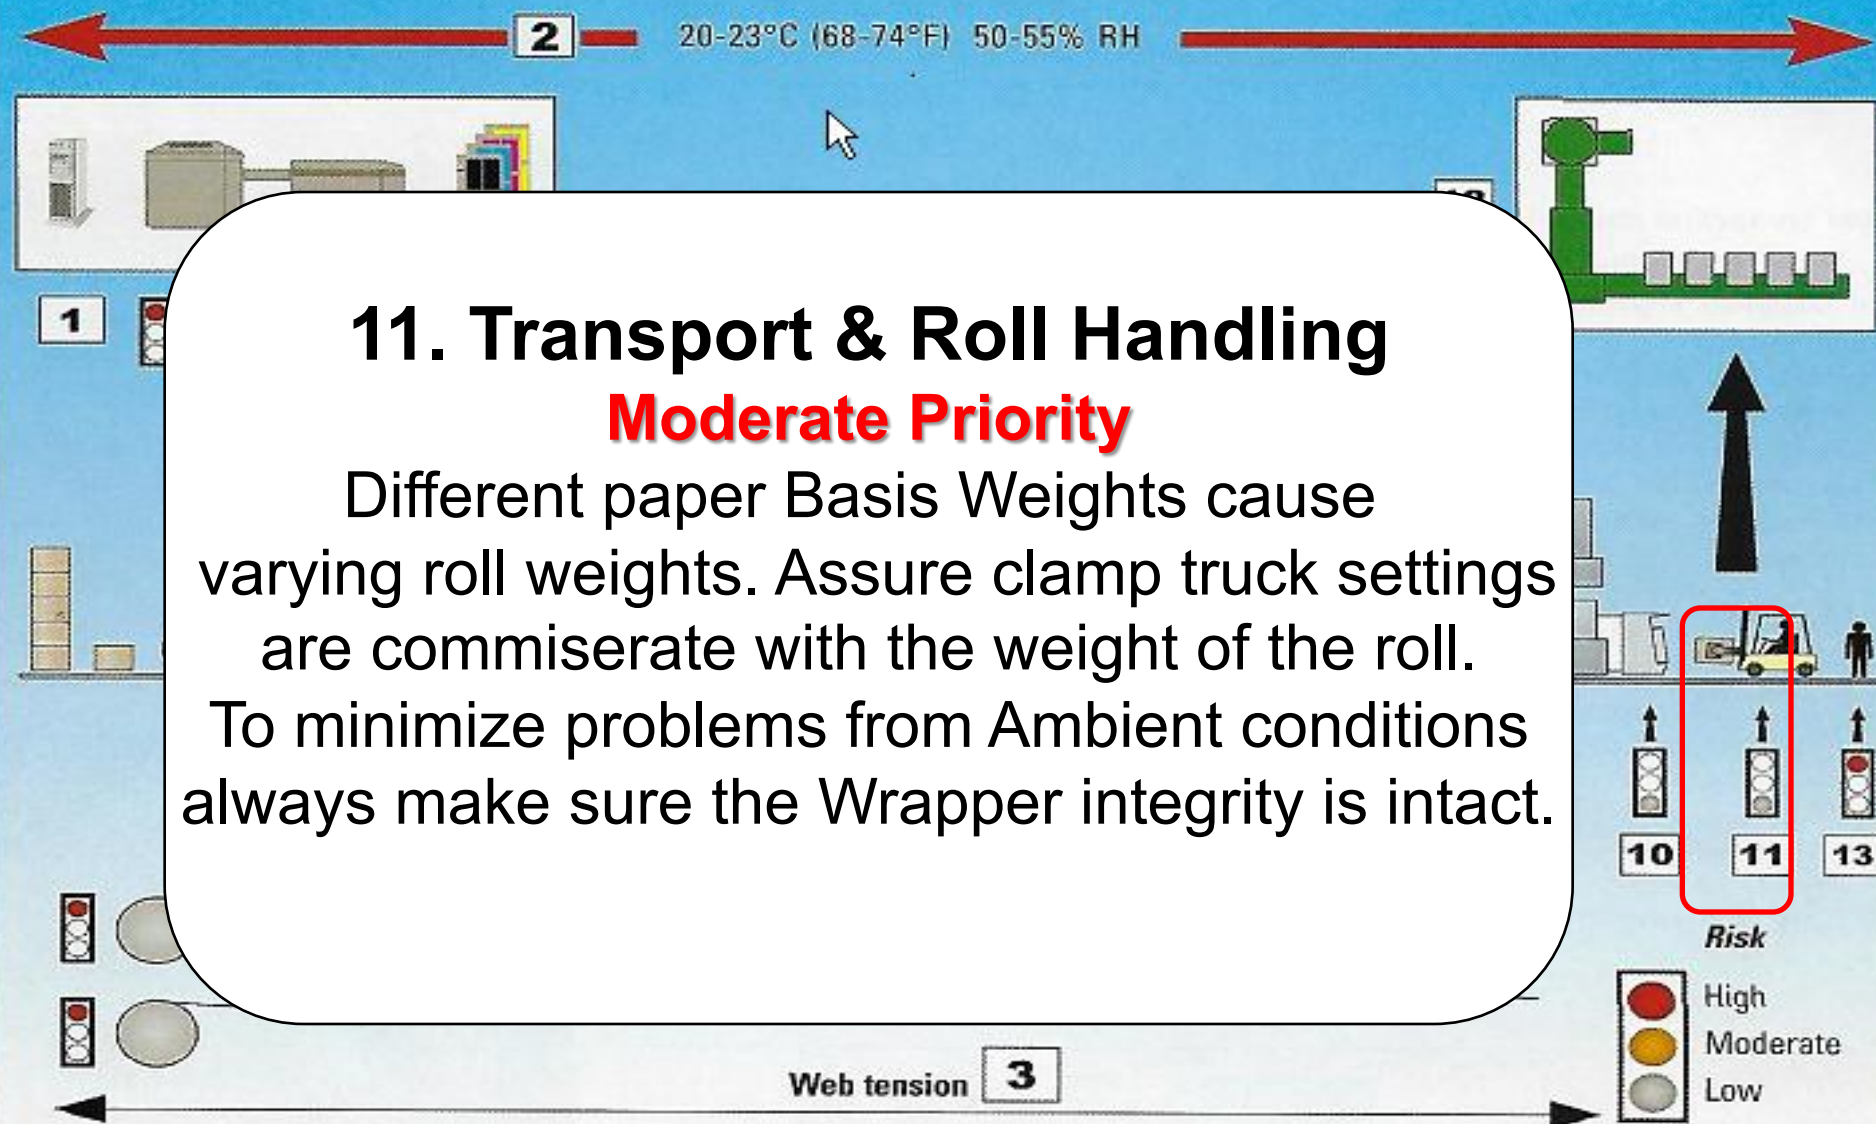 2
20-23°C (68-74°F) 50-55% RH
1
11. Transport & Roll Handling
Moderate Priority
Different paper Basis Weights cause
varying roll weights. Assure clamp truck settings
are commiserate with the weight of the roll.
To minimize problems from Ambient conditions
always make sure the Wrapper integrity is intact.
10
11
13
Risk
High
Moderate
Low
Web tension 3